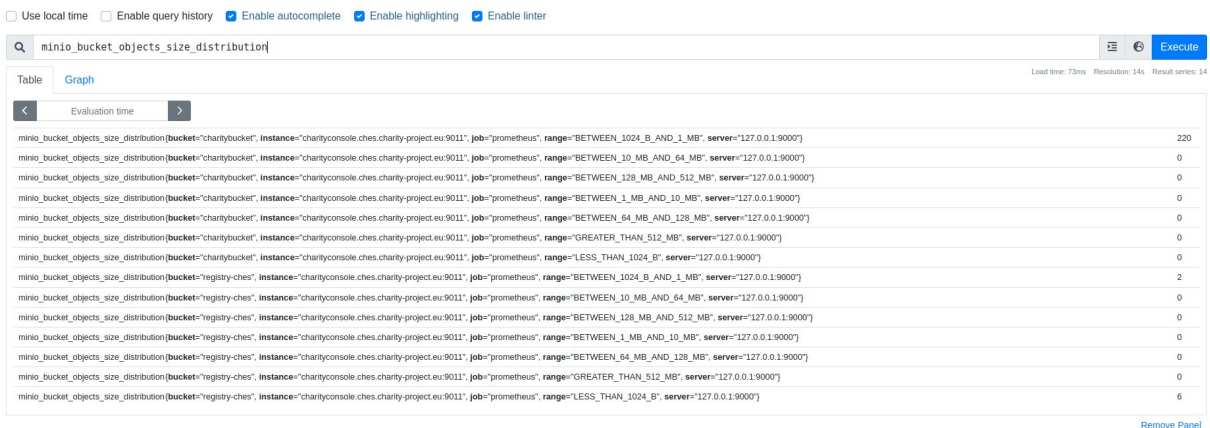 Use local time Enable query history Enable autocomplete Enable highlighting Enable linter
minio_bucket_objects_size_distribution Execute
Table Graph Load time: 73ms Resolution: 14s Result series: 14
Evaluation time
minio_bucket_objects_size_distribution{bucket="charitybucket", instance="charityconsole.ches.charity-project.eu:9011", job="prometheus", range="BETWEEN_1024_B_AND_1_MB", server="127.0.0.1:9000"} 220
minio_bucket_objects_size_distribution{bucket="charitybucket", instance="charityconsole.ches.charity-project.eu:9011", job="prometheus", range="BETWEEN_10_MB_AND_64_MB", server="127.0.0.1:9000"} 0
minio_bucket_objects_size_distribution{bucket="charitybucket", instance="charityconsole.ches.charity-project.eu:9011", job="prometheus", range="BETWEEN_128_MB_AND_512_MB", server="127.0.0.1:9000"} 0
minio_bucket_objects_size_distribution{bucket="charitybucket", instance="charityconsole.ches.charity-project.eu:9011", job="prometheus", range="BETWEEN_1_MB_AND_10_MB", server="127.0.0.1:9000"} 0
minio_bucket_objects_size_distribution{bucket="charitybucket", instance="charityconsole.ches.charity-project.eu:9011", job="prometheus", range="BETWEEN_64_MB_AND_128_MB", server="127.0.0.1:9000"} 0
minio_bucket_objects_size_distribution{bucket="charitybucket", instance="charityconsole.ches.charity-project.eu:9011", job="prometheus", range="GREATER_THAN_512_MB", server="127.0.0.1:9000"} 0
minio_bucket_objects_size_distribution{bucket="charitybucket", instance="charityconsole.ches.charity-project.eu:9011", job="prometheus", range="LESS_THAN_1024_B", server="127.0.0.1:9000"} 0
minio_bucket_objects_size_distribution{bucket="registry-ches", instance="charityconsole.ches.charity-project.eu:9011", job="prometheus", range="BETWEEN_1024_B_AND_1_MB", server="127.0.0.1:9000"} 2
minio_bucket_objects_size_distribution{bucket="registry-ches", instance="charityconsole.ches.charity-project.eu:9011", job="prometheus", range="BETWEEN_10_MB_AND_64_MB", server="127.0.0.1:9000"} 0
minio_bucket_objects_size_distribution{bucket="registry-ches", instance="charityconsole.ches.charity-project.eu:9011", job="prometheus", range="BETWEEN_128_MB_AND_512_MB", server="127.0.0.1:9000"} 0
minio_bucket_objects_size_distribution{bucket="registry-ches", instance="charityconsole.ches.charity-project.eu:9011", job="prometheus", range="BETWEEN_1_MB_AND_10_MB", server="127.0.0.1:9000"} 0
minio_bucket_objects_size_distribution{bucket="registry-ches", instance="charityconsole.ches.charity-project.eu:9011", job="prometheus", range="BETWEEN_64_MB_AND_128_MB", server="127.0.0.1:9000"} 0
minio_bucket_objects_size_distribution{bucket="registry-ches", instance="charityconsole.ches.charity-project.eu:9011", job="prometheus", range="GREATER_THAN_512_MB", server="127.0.0.1:9000"} 0
minio_bucket_objects_size_distribution{bucket="registry-ches", instance="charityconsole.ches.charity-project.eu:9011", job="prometheus", range="LESS_THAN_1024_B", server="127.0.0.1:9000"} 6
Remove Panel